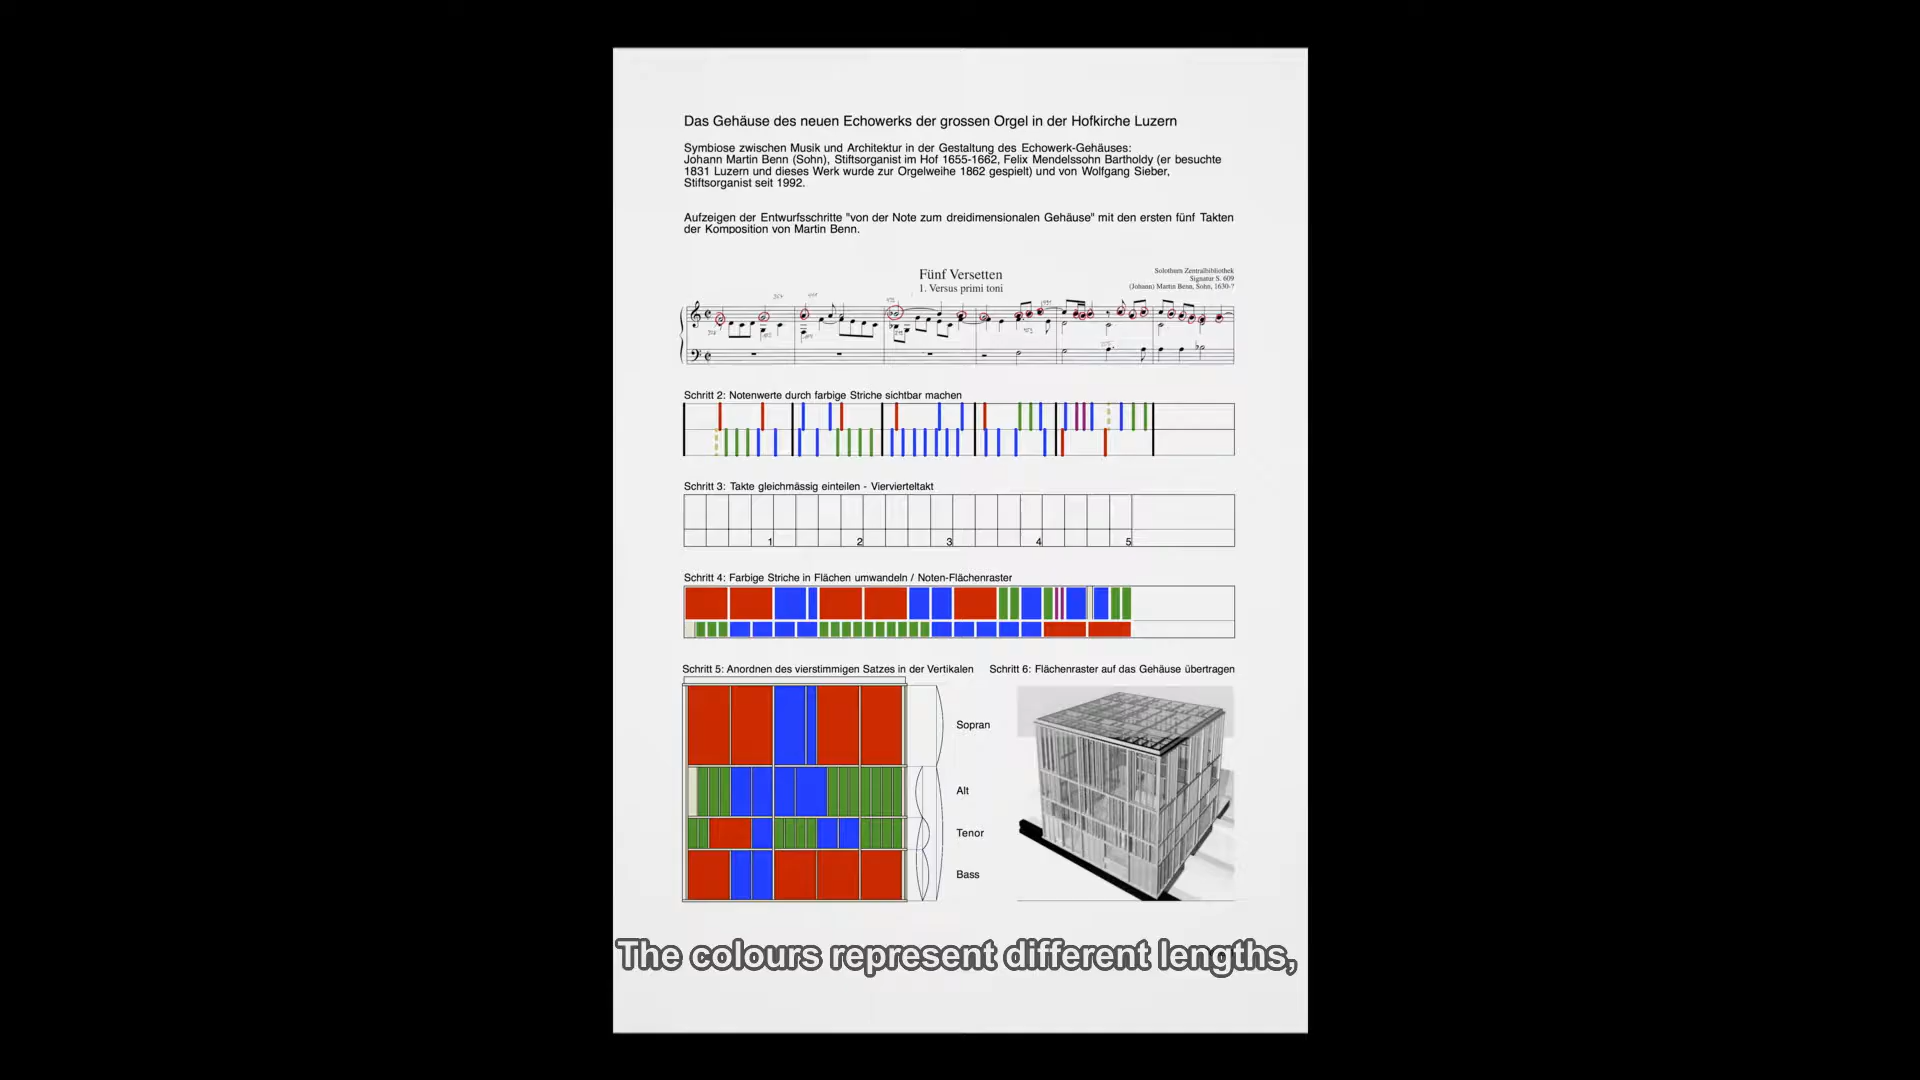 Das Gehäuse des neuen Echowerks der grossen Orgel in der Hofkirche Luzern
Symbiose zwischen Musik und Architektur in der Gestaltung des Echowerk-Gehäuses:
Johann Martin Benn (Sohn), Stiftsorganist im Hof 1655-1662, Felix Mendelssohn Bartholdy (er besuchte
1831 Luzern und dieses Werk wurde zur Orgelweihe 1862 gespielt) und von Wolfgang Sieber,
Stiftsorganist seit 1992.
Aufzeigen der Entwurfsschritte "von der Note zum dreidimensionalen Gehäuse" mit den ersten fünf Takten
der Komposition von Martin Benn.
Fünf Versetten
1. Versus primi toni
Solothurn Zentralbibliothek
Signatur S. 609
(Johann) Martin Benn, Sohn, 1630-?
Schritt 2: Notenwerte durch farbige Striche sichtbar machen
Schritt 3: Takte gleichmässig einteilen - Viervierteltakt
1 2 3 4 5
Schritt 4: Farbige Striche in Flächen umwandeln / Noten-Flächenraster
Schritt 5: Anordnen des vierstimmigen Satzes in der Vertikalen
Schritt 6: Flächenraster auf das Gehäuse übertragen
Sopran
Alt
Tenor
Bass
The colours represent different lengths,